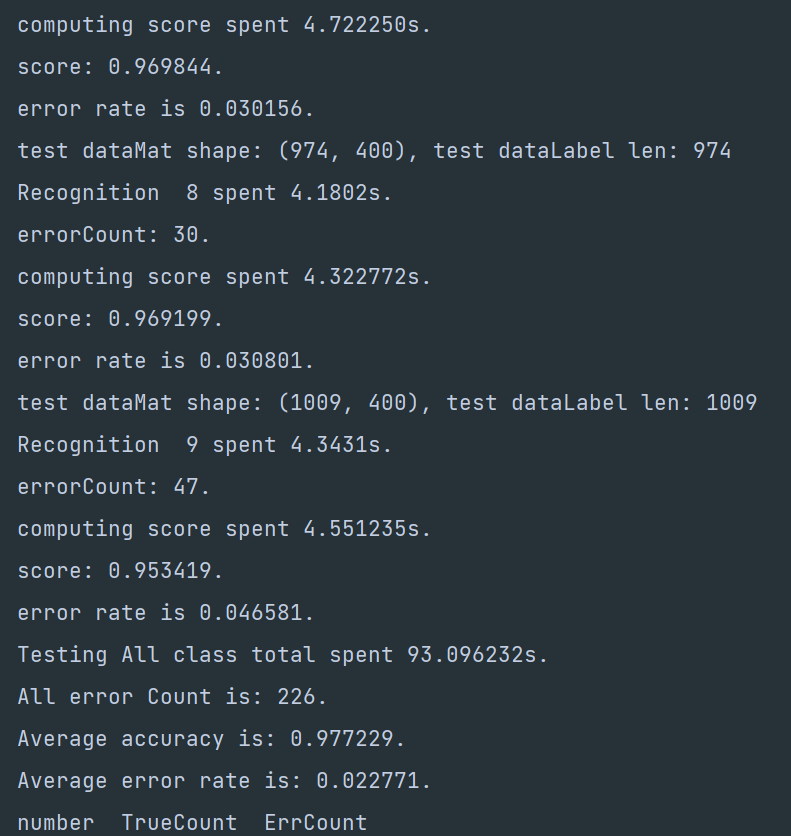 computing score spent 4.722250s.
score: 0.969844.
error rate is 0.030156.
test dataMat shape: (974, 400), test dataLabel len: 974
Recognition  8 spent 4.1802s.
errorCount: 30.
computing score spent 4.322772s.
score: 0.969199.
error rate is 0.030801.
test dataMat shape: (1009, 400), test dataLabel len: 1009
Recognition  9 spent 4.3431s.
errorCount: 47.
computing score spent 4.551235s.
score: 0.953419.
error rate is 0.046581.
Testing All class total spent 93.096232s.
All error Count is: 226.
Average accuracy is: 0.977229.
Average error rate is: 0.022771.
number  TrueCount  ErrCount